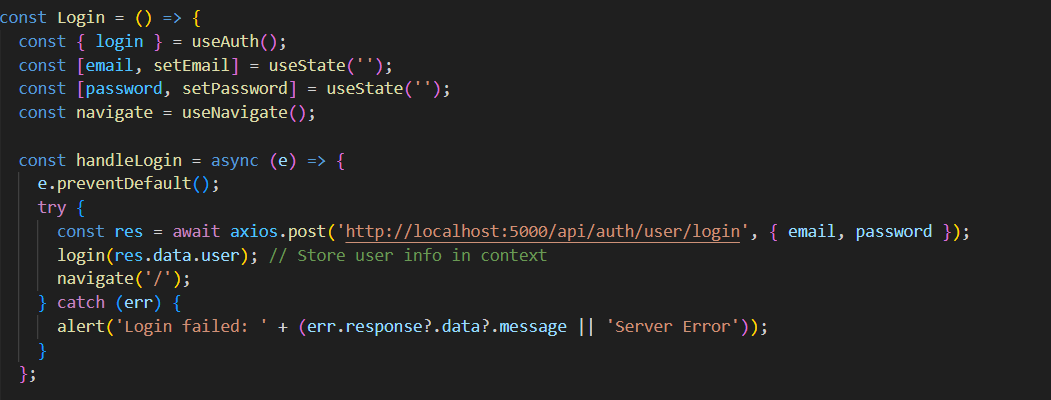 const Login = () => {
  const { login } = useAuth();
  const [email, setEmail] = useState('');
  const [password, setPassword] = useState('');
  const navigate = useNavigate();

  const handleLogin = async (e) => {
    e.preventDefault();
    try {
      const res = await axios.post('http://localhost:5000/api/auth/user/login', { email, password });
      login(res.data.user); // Store user info in context
      navigate('/');
    } catch (err) {
      alert('Login failed: ' + (err.response?.data?.message || 'Server Error'));
    }
  };